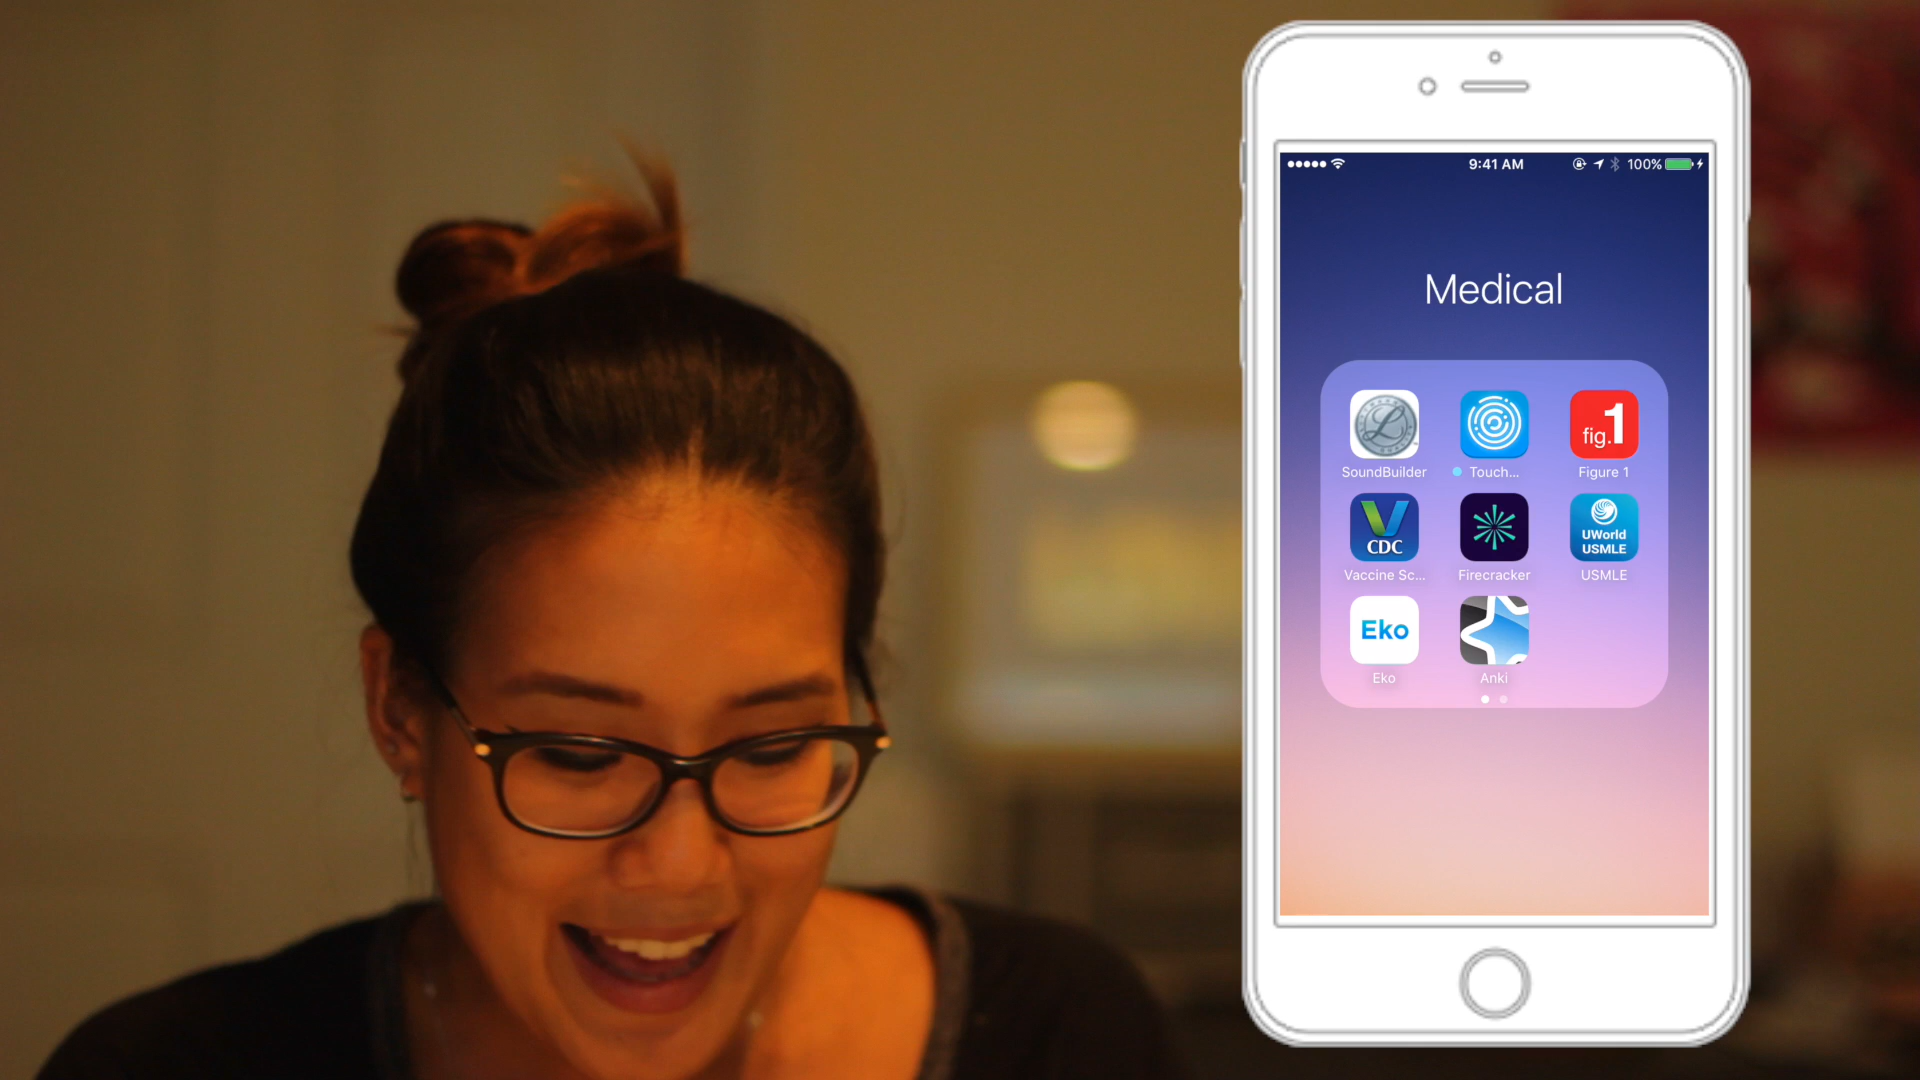 9:41 AM
100%
Medical
fig.1
SoundBuilder
Touch...
Figure 1
V
CDC
UWorld
USMLE
Vaccine Sc...
Firecracker
USMLE
Eko
Eko
Anki